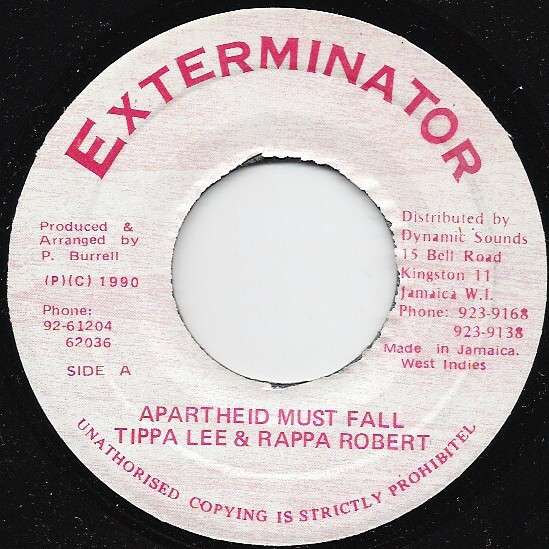 EXTERMINATOR
Produced &
Arranged by
P. Burrell
(P)(C) 1990
Phone:
92-61204
62036
SIDE A
Distributed by
Dynamic Sounds
15 Bell Road
Kingston 11
Jamaica W.I.
Phone: 923-9168
923-9138
Made in Jamaica.
West Indies
APARTHEID MUST FALL
TIPPA LEE & RAPPA ROBERT
UNATHORISED COPYING IS STRICTLY PROHIBITEL